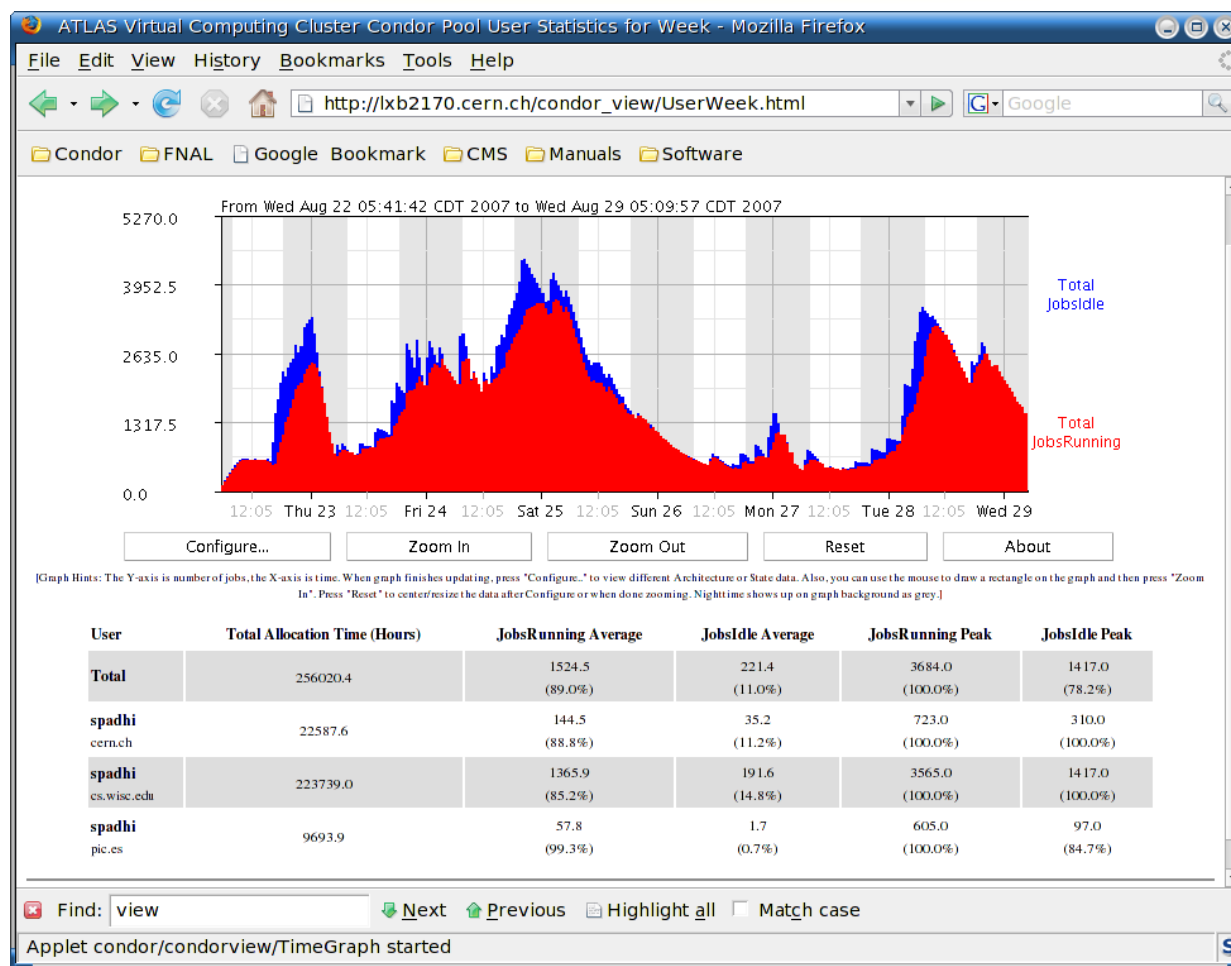 ATLAS Virtual Computing Cluster Condor Pool User Statistics for Week - Mozilla Firefox
File Edit View History Bookmarks Tools Help
http://lxb2170.cern.ch/condor_view/UserWeek.html G Google
Condor FNAL Google Bookmark CMS Manuals Software
From Wed Aug 22 05:41:42 CDT 2007 to Wed Aug 29 05:09:57 CDT 2007
5270.0
3952.5
2635.0
1317.5
0.0
Total
JobsIdle
Total
JobsRunning
12:05 Thu 23 12:05 Fri 24 12:05 Sat 25 12:05 Sun 26 12:05 Mon 27 12:05 Tue 28 12:05 Wed 29
Configure... Zoom In Zoom Out Reset About
[Graph Hints: The Y-axis is number of jobs, the X-axis is time. When graph finishes updating, press "Configure.." to view different Architecture or State data. Also, you can use the mouse to draw a rectangle on the graph and then press "Zoom
In". Press "Reset" to center/resize the data after Configure or when done zooming. Nighttime shows up on graph background as grey.]
User Total Allocation Time (Hours) JobsRunning Average JobsIdle Average JobsRunning Peak JobsIdle Peak
Total 256020.4 1524.5 221.4 3684.0 1417.0
(89.0%) (11.0%) (100.0%) (78.2%)
spadhi 22587.6 144.5 35.2 723.0 310.0
cern.ch (88.8%) (11.2%) (100.0%) (100.0%)
spadhi 223739.0 1365.9 191.6 3565.0 1417.0
cs.wisc.edu (85.2%) (14.8%) (100.0%) (100.0%)
spadhi 9693.9 57.8 1.7 605.0 97.0
pic.es (99.3%) (0.7%) (100.0%) (84.7%)
Find: view Next Previous Highlight all Match case
Applet condor/condorview/TimeGraph started